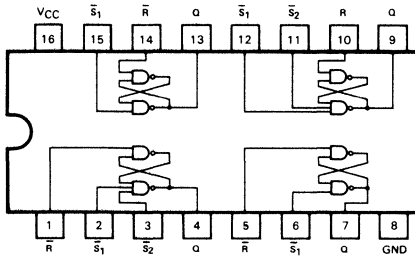 VCC S̄1 R̄ Q S̄1 S̄2 R Q
16 15 14 13 12 11 10 9
1 2 3 4 5 6 7 8
R̄ S̄1 S̄2 Q R̄ S̄1 Q GND